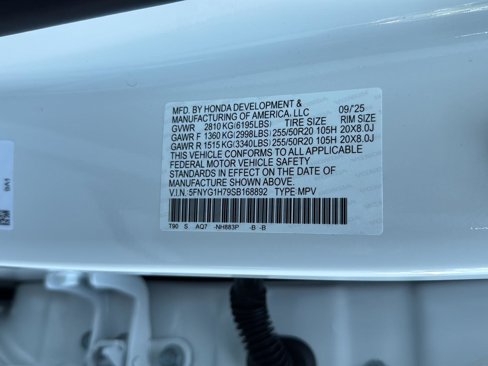 MFD. BY HONDA DEVELOPMENT &
MANUFACTURING OF AMERICA, LLC 09/'25
GVWR 2810 KG(6195LBS) TIRE SIZE RIM SIZE
GAWR F 1360 KG(2998LBS) 255/50R20 105H 20X8.0J
GAWR R 1515 KG(3340LBS) 255/50R20 105H 20X8.0J
THIS VEHICLE CONFORMS TO ALL APPLICABLE
FEDERAL MOTOR VEHICLE SAFETY
STANDARDS IN EFFECT ON THE DATE OF
MANUFACTURE SHOWN ABOVE.
V.I.N. 5FNYG1H79SB168892 TYPE: MPV
T90 S AQ7 -NH883P -B -B